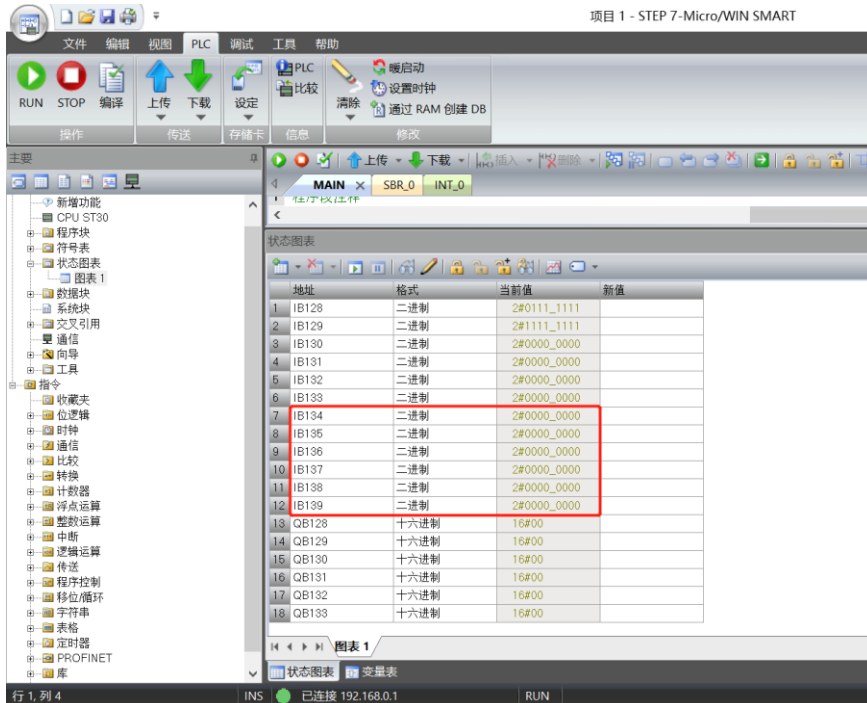 项目 1 - STEP 7-Micro/WIN SMART
文件 编辑 视图 PLC 调试 工具 帮助
RUN STOP 编译 上传 下载 设定 PLC 比较 清除 暖启动 设置时钟 通过 RAM 创建 DB
操作 传送 存储卡 信息 修改
主要
上传 下载 插入 删除
新增功能
CPU ST30
程序块
符号表
状态图表
图表 1
数据块
系统块
交叉引用
通信
向导
工具
指令
收藏夹
位逻辑
时钟
通信
比较
转换
计数器
浮点运算
整数运算
中断
逻辑运算
传送
程序控制
移位/循环
字符串
表格
定时器
PROFINET
库
MAIN SBR_0 INT_0
1 程序段注释
状态图表
地址 格式 当前值 新值
1 IB128 二进制 2#0111_1111
2 IB129 二进制 2#1111_1111
3 IB130 二进制 2#0000_0000
4 IB131 二进制 2#0000_0000
5 IB132 二进制 2#0000_0000
6 IB133 二进制 2#0000_0000
7 IB134 二进制 2#0000_0000
8 IB135 二进制 2#0000_0000
9 IB136 二进制 2#0000_0000
10 IB137 二进制 2#0000_0000
11 IB138 二进制 2#0000_0000
12 IB139 二进制 2#0000_0000
13 QB128 十六进制 16#00
14 QB129 十六进制 16#00
15 QB130 十六进制 16#00
16 QB131 十六进制 16#00
17 QB132 十六进制 16#00
18 QB133 十六进制 16#00
图表 1
状态图表 变量表
行 1, 列 4 INS 已连接 192.168.0.1 RUN